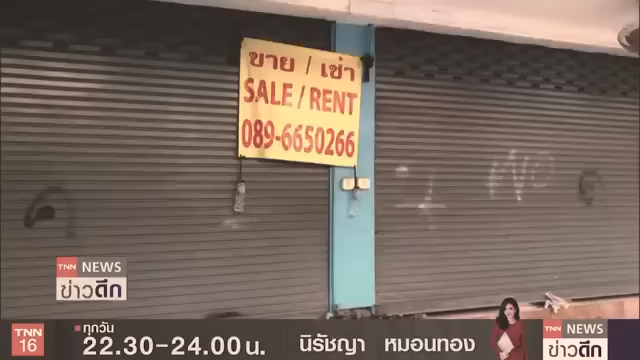 ขาย / เช่า
SALE / RENT
089-6650266
TNN NEWS
ข่าวดึก
TNN
16
ทุกวัน
22.30-24.00 น.
นิรัชญา หมอนทอง
TNN NEWS
ข่าวดึก